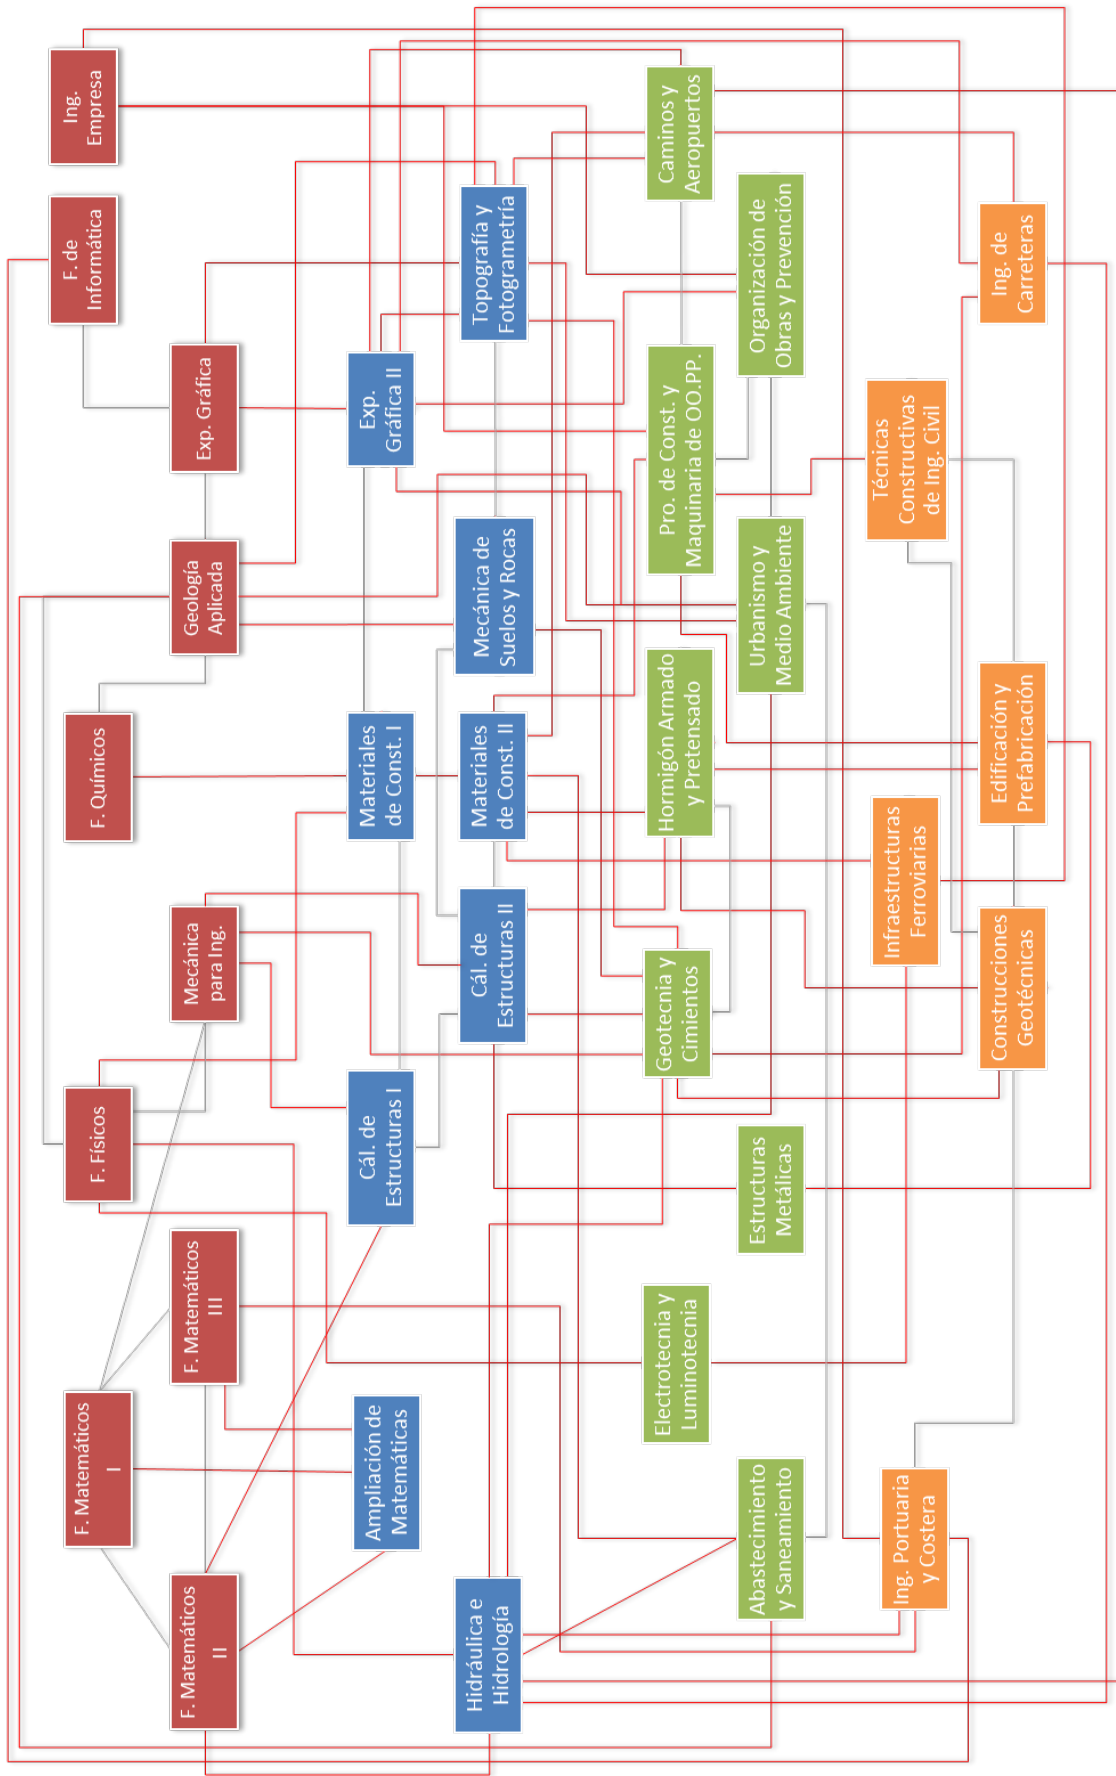 F. Matemáticos
I
F. Físicos
F. Químicos
F. de
Informática
Ing.
Empresa
F. Matemáticos
II
F. Matemáticos
III
Mecánica
para Ing.
Geología
Aplicada
Exp. Gráfica
Ampliación de
Matemáticas
Cál. de
Estructuras I
Materiales
de Const. I
Exp.
Gráfica II
Hidráulica e
Hidrología
Cál. de
Estructuras II
Materiales
de Const. II
Mecánica de
Suelos y Rocas
Topografía y
Fotogrametría
Electrotecnia y
Luminotecnia
Geotecnia y
Cimientos
Hormigón Armado
y Pretensado
Pro. de Const. y
Maquinaria de OO.PP.
Caminos y
Aeropuertos
Abastecimiento
y Saneamiento
Estructuras
Metálicas
Urbanismo y
Medio Ambiente
Organización de
Obras y Prevención
Ing. Portuaria
y Costera
Infraestructuras
Ferroviarias
Técnicas
Constructivas
de Ing. Civil
Construcciones
Geotécnicas
Edificación y
Prefabricación
Ing. de
Carreteras